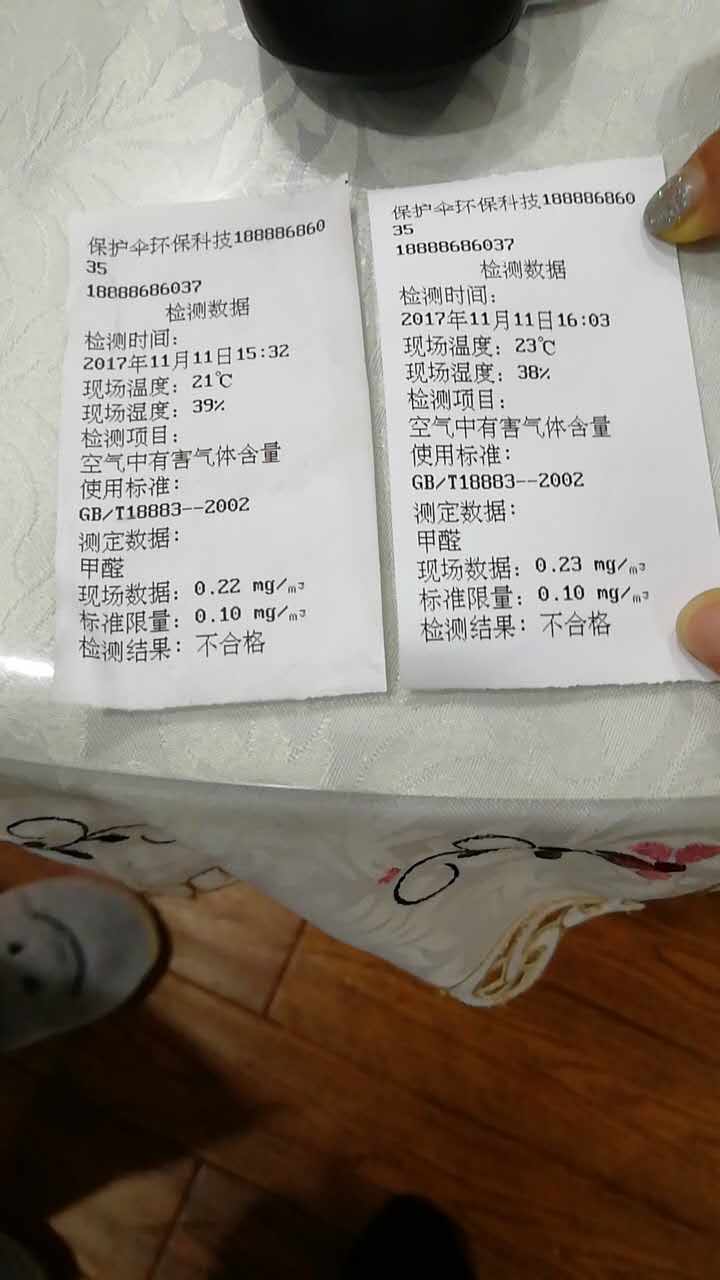 保护伞环保科技188886860
35
18888686037
检测数据
检测时间:
2017年11月11日15:32
现场温度: 21℃
现场湿度: 39%
检测项目:
空气中有害气体含量
使用标准:
GB/T18883--2002
测定数据:
甲醛
现场数据: 0.22 mg/m³
标准限量: 0.10 mg/m³
检测结果: 不合格
保护伞环保科技188886860
35
18888686037
检测数据
检测时间:
2017年11月11日16:03
现场温度: 23℃
现场湿度: 38%
检测项目:
空气中有害气体含量
使用标准:
GB/T18883--2002
测定数据:
甲醛
现场数据: 0.23 mg/m³
标准限量: 0.10 mg/m³
检测结果: 不合格